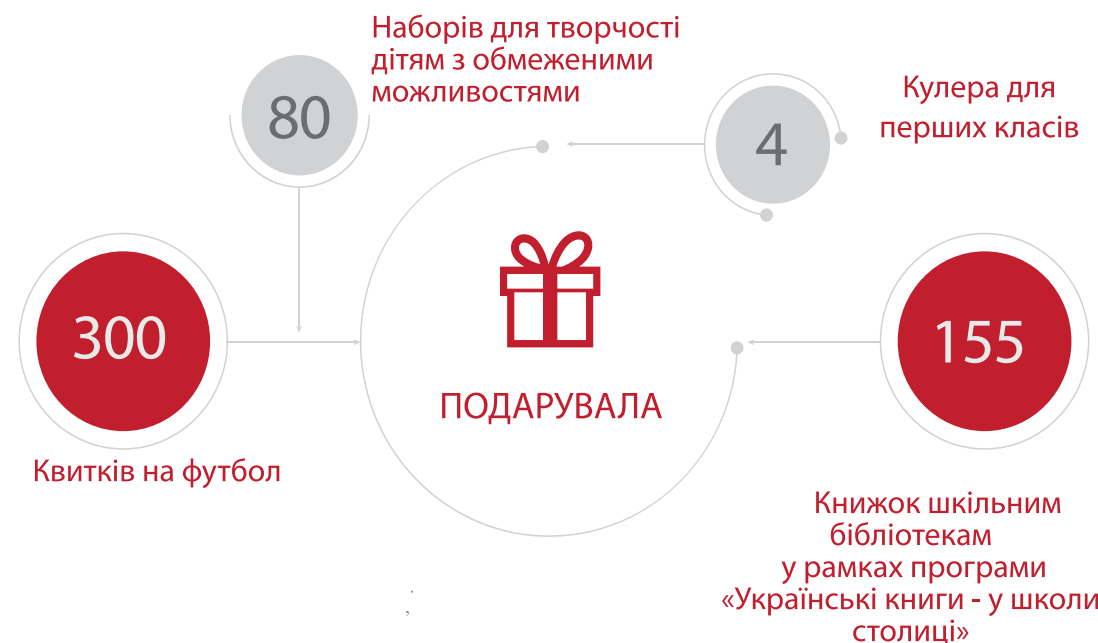 Наборів для творчості
дітям з обмеженими
можливостями
80
4
Кулера для
перших класів
300
Квитків на футбол
ПОДАРУВАЛА
155
Книжок шкільним
бібліотекам
у рамках програми
«Українські книги - у школи
столиці»
;